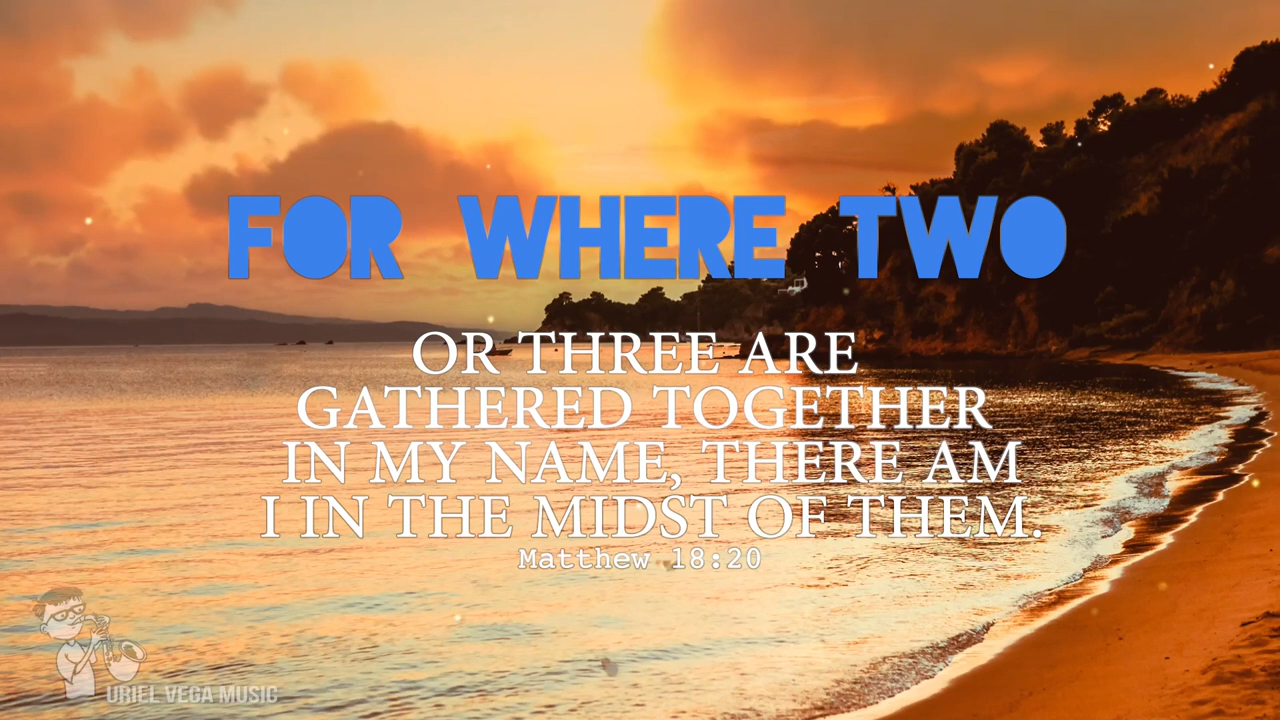 FOR WHERE TWO
OR THREE ARE
GATHERED TOGETHER
IN MY NAME, THERE AM
I IN THE MIDST OF THEM.
Matthew 18:20
URIEL VEGA MUSIC